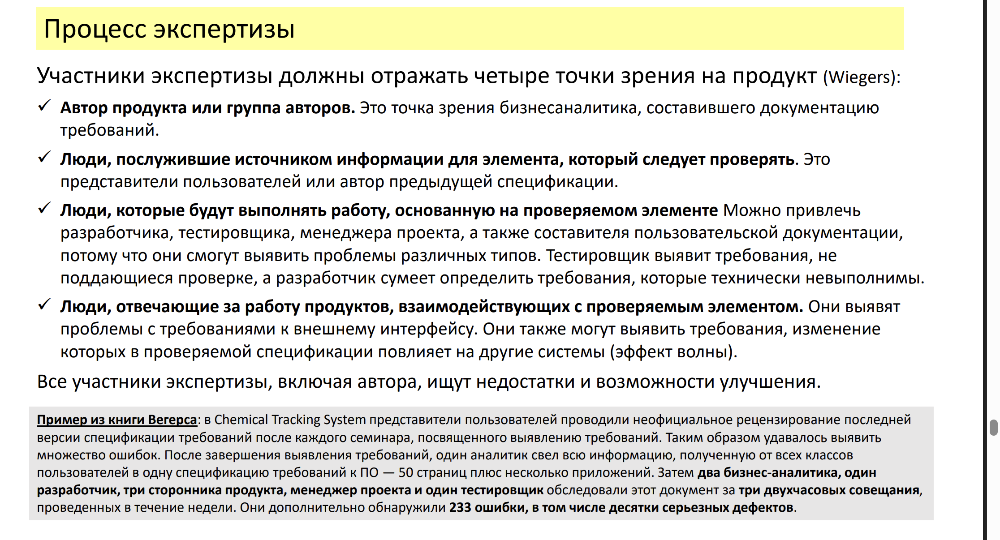 Процесс экспертизы
Участники экспертизы должны отражать четыре точки зрения на продукт (Wiegers):
✓ Автор продукта или группа авторов. Это точка зрения бизнесаналитика, составившего документацию
требований.
✓ Люди, послужившие источником информации для элемента, который следует проверять. Это
представители пользователей или автор предыдущей спецификации.
✓ Люди, которые будут выполнять работу, основанную на проверяемом элементе Можно привлечь
разработчика, тестировщика, менеджера проекта, а также составителя пользовательской документации,
потому что они смогут выявить проблемы различных типов. Тестировщик выявит требования, не
поддающиеся проверке, а разработчик сумеет определить требования, которые технически невыполнимы.
✓ Люди, отвечающие за работу продуктов, взаимодействующих с проверяемым элементом. Они выявят
проблемы с требованиями к внешнему интерфейсу. Они также могут выявить требования, изменение
которых в проверяемой спецификации повлияет на другие системы (эффект волны).
Все участники экспертизы, включая автора, ищут недостатки и возможности улучшения.
Пример из книги Вегерса: в Chemical Tracking System представители пользователей проводили неофициальное рецензирование последней
версии спецификации требований после каждого семинара, посвященного выявлению требований. Таким образом удавалось выявить
множество ошибок. После завершения выявления требований, один аналитик свел всю информацию, полученную от всех классов
пользователей в одну спецификацию требований к ПО — 50 страниц плюс несколько приложений. Затем два бизнес-аналитика, один
разработчик, три сторонника продукта, менеджер проекта и один тестировщик обследовали этот документ за три двухчасовых совещания,
проведенных в течение недели. Они дополнительно обнаружили 233 ошибки, в том числе десятки серьезных дефектов.